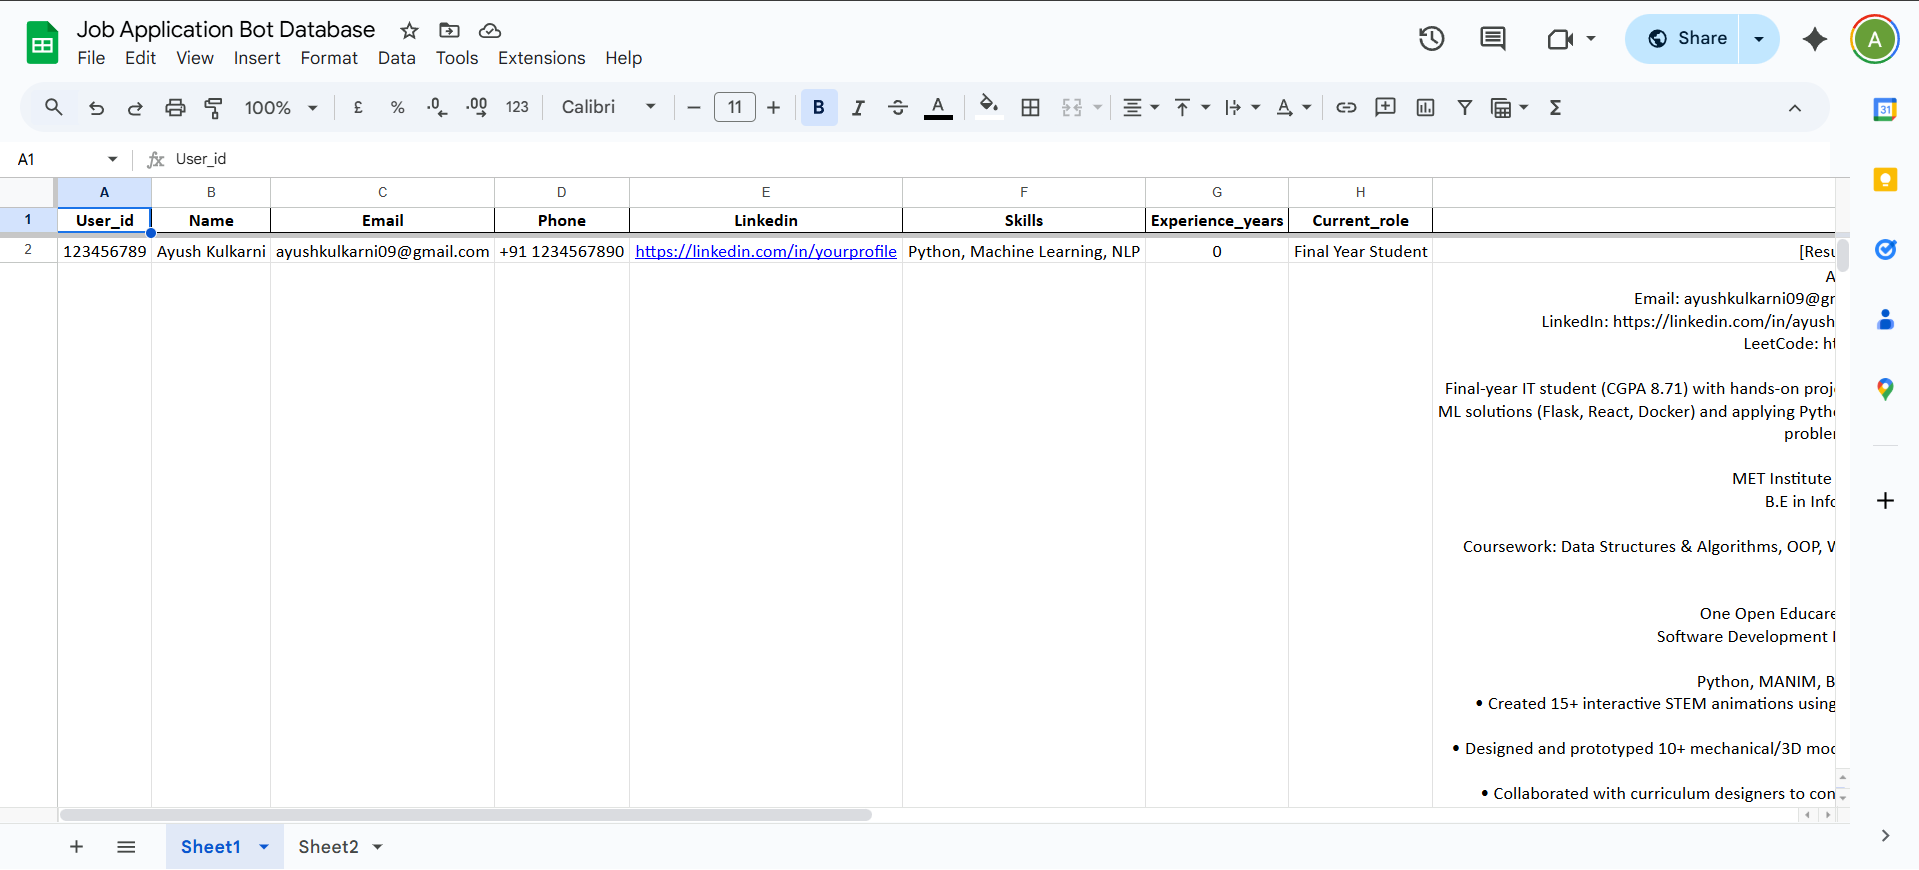 Job Application Bot Database
File Edit View Insert Format Data Tools Extensions Help
Share
A
100% £ % .0 .00 123 Calibri 11 B I A A Σ
31
A1 fx User_id
A B C D E F G H
1 User_id Name Email Phone Linkedin Skills Experience_years Current_role
2 123456789 Ayush Kulkarni ayushkulkarni09@gmail.com +91 1234567890 https://linkedin.com/in/yourprofile Python, Machine Learning, NLP 0 Final Year Student [Resu
A
Email: ayushkulkarni09@gr
LinkedIn: https://linkedin.com/in/ayush
LeetCode: ht
Final-year IT student (CGPA 8.71) with hands-on proj
ML solutions (Flask, React, Docker) and applying Pyth
probler
MET Institute
B.E in Info
Coursework: Data Structures & Algorithms, OOP, V
One Open Educare
Software Development I
Python, MANIM, B
• Created 15+ interactive STEM animations using
• Designed and prototyped 10+ mechanical/3D mod
• Collaborated with curriculum designers to con
Sheet1 Sheet2